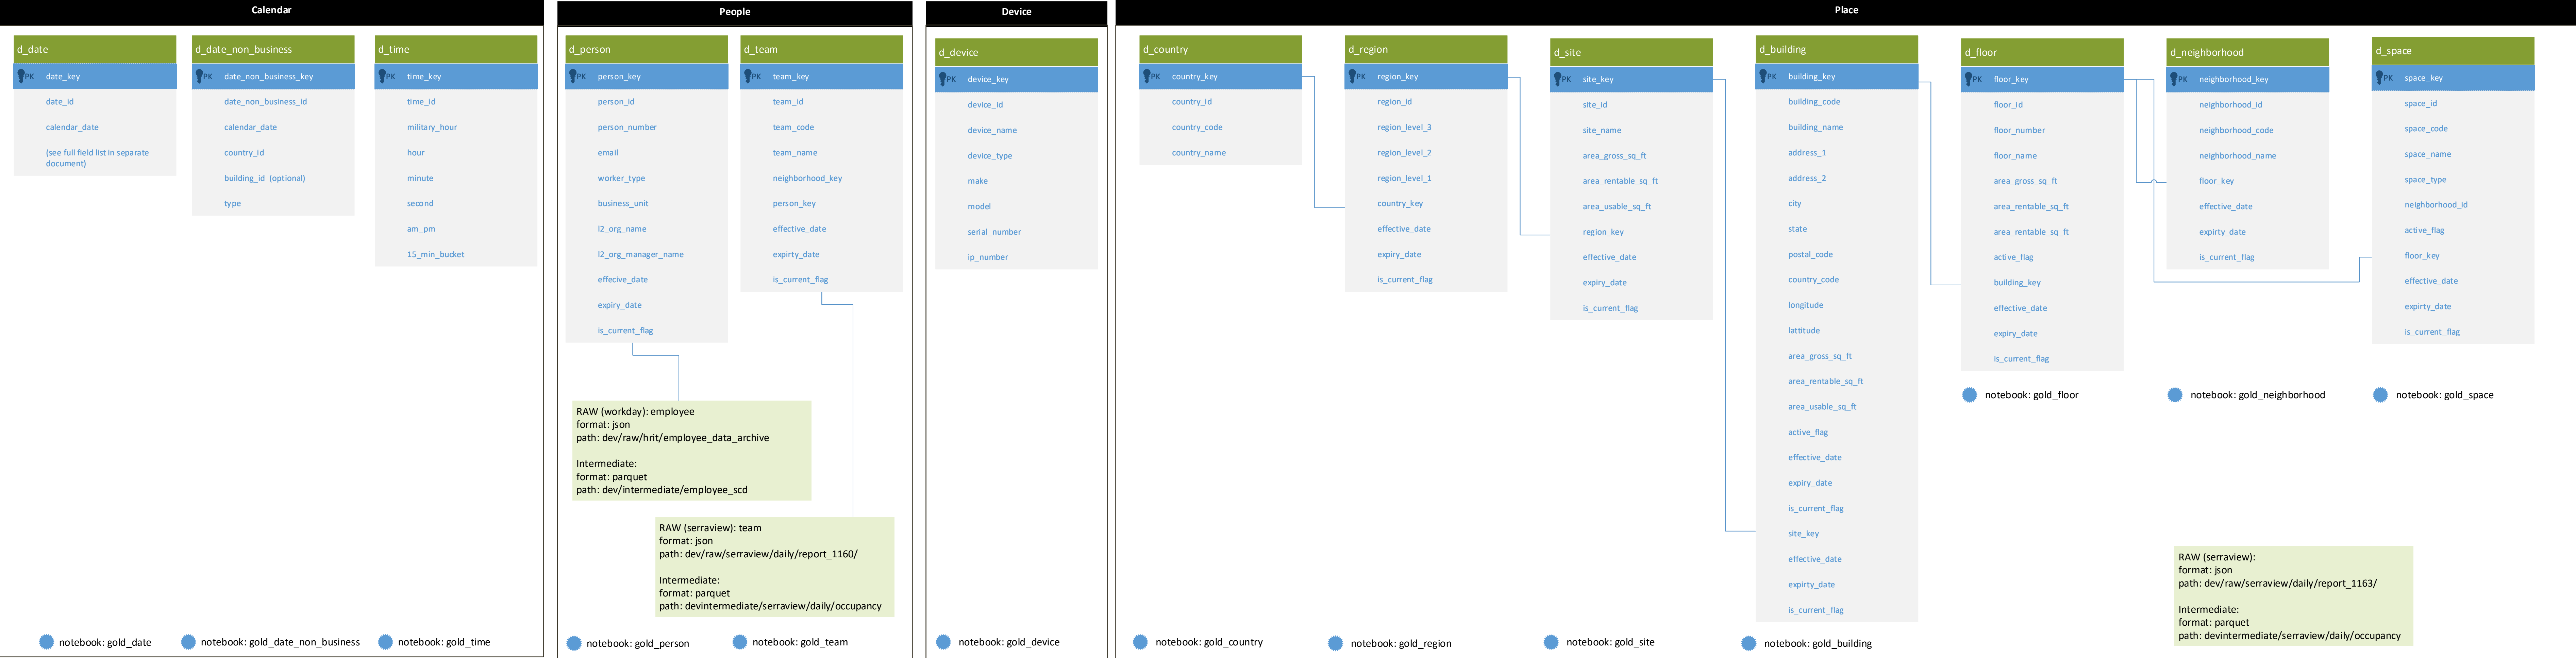 Calendar
d_date
PK date_key
date_id
calendar_date
(see full field list in separate
document)
d_date_non_business
PK date_non_business_key
date_non_business_id
calendar_date
country_id
building_id (optional)
type
d_time
PK time_key
time_id
military_hour
hour
minute
second
am_pm
15_min_bucket
notebook: gold_date
notebook: gold_date_non_business
notebook: gold_time
People
d_person
PK person_key
person_id
person_number
email
worker_type
business_unit
l2_org_name
l2_org_manager_name
effecive_date
expiry_date
is_current_flag
d_team
PK team_key
team_id
team_code
team_name
neighborhood_key
person_key
effective_date
expirty_date
is_current_flag
RAW (workday): employee
format: json
path: dev/raw/hrit/employee_data_archive
Intermediate:
format: parquet
path: dev/intermediate/employee_scd
RAW (serraview): team
format: json
path: dev/raw/serraview/daily/report_1160/
Intermediate:
format: parquet
path: devintermediate/serraview/daily/occupancy
notebook: gold_person
notebook: gold_team
Device
d_device
PK device_key
device_id
device_name
device_type
make
model
serial_number
ip_number
notebook: gold_device
Place
d_country
PK country_key
country_id
country_code
country_name
d_region
PK region_key
region_id
region_level_3
region_level_2
region_level_1
country_key
effective_date
expiry_date
is_current_flag
d_site
PK site_key
site_id
site_name
area_gross_sq_ft
area_rentable_sq_ft
area_usable_sq_ft
region_key
effective_date
expiry_date
is_current_flag
d_building
PK building_key
building_code
building_name
address_1
address_2
city
state
postal_code
country_code
longitude
lattitude
area_gross_sq_ft
area_rentable_sq_ft
area_usable_sq_ft
active_flag
effective_date
expiry_date
is_current_flag
site_key
effective_date
expirty_date
is_current_flag
d_floor
PK floor_key
floor_id
floor_number
floor_name
area_gross_sq_ft
area_rentable_sq_ft
area_rentable_sq_ft
active_flag
building_key
effective_date
expiry_date
is_current_flag
notebook: gold_floor
d_neighborhood
PK neighborhood_key
neighborhood_id
neighborhood_code
neighborhood_name
floor_key
effective_date
expirty_date
is_current_flag
notebook: gold_neighborhood
d_space
PK space_key
space_id
space_code
space_name
space_type
neighborhood_id
active_flag
floor_key
effective_date
expirty_date
is_current_flag
notebook: gold_space
RAW (serraview):
format: json
path: dev/raw/serraview/daily/report_1163/
Intermediate:
format: parquet
path: devintermediate/serraview/daily/occupancy
notebook: gold_country
notebook: gold_region
notebook: gold_site
notebook: gold_building